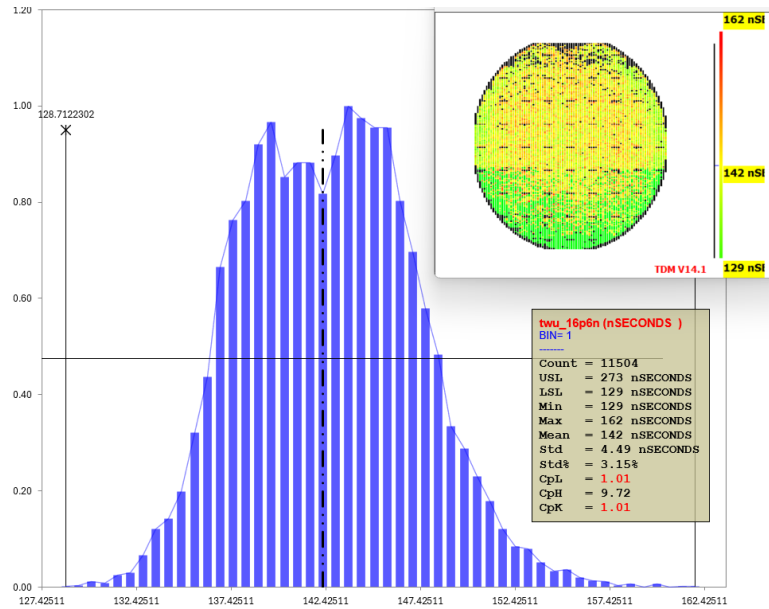 1.20
162 nSI
128.7122302
1.00
0.80
142 nSI
TDM V14.1
129 nSI
0.60
twu_16p6n (nSECONDS )
BIN= 1
-------
Count = 11504
USL = 273 nSECONDS
LSL = 129 nSECONDS
Min = 129 nSECONDS
Max = 162 nSECONDS
Mean = 142 nSECONDS
Std = 4.49 nSECONDS
Std% = 3.15%
CpL = 1.01
CpH = 9.72
CpK = 1.01
0.40
0.20
0.00
127.42511 132.42511 137.42511 142.42511 147.42511 152.42511 157.42511 162.42511